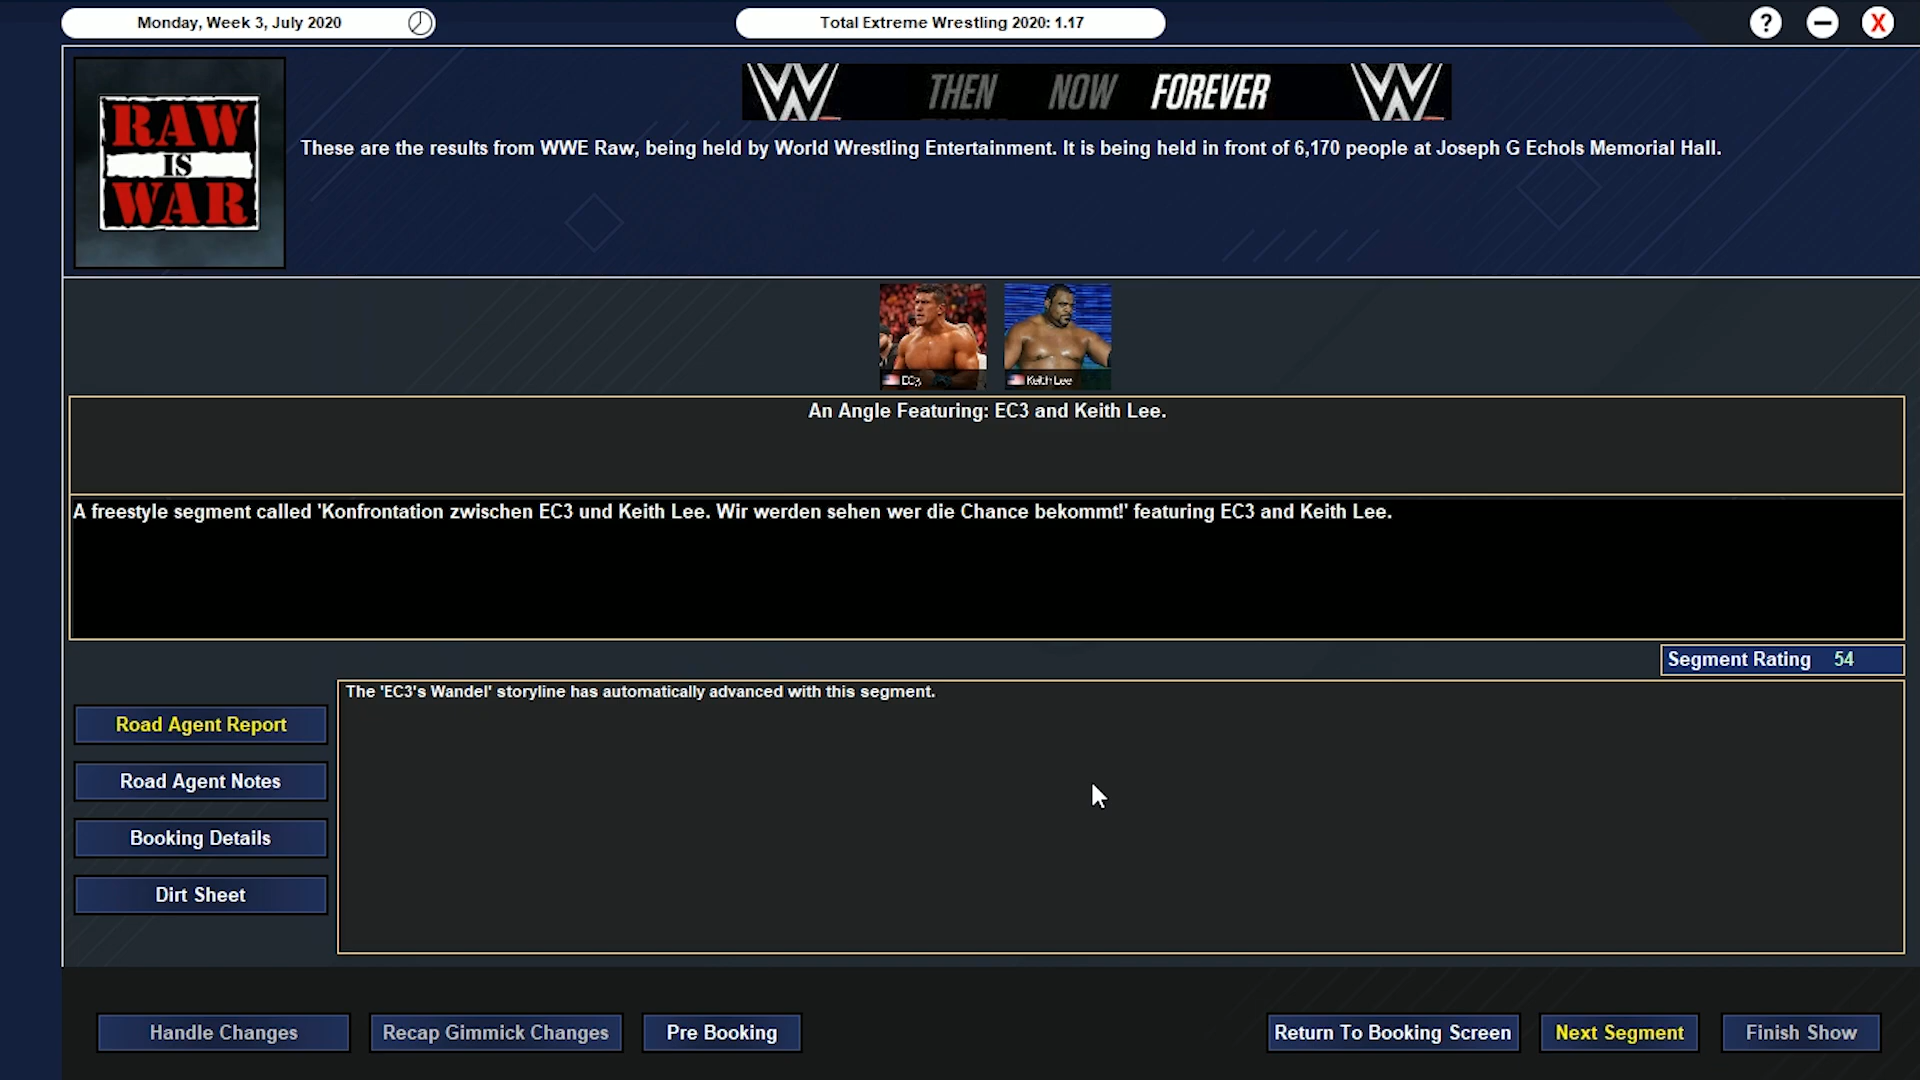 Monday, Week 3, July 2020
Total Extreme Wrestling 2020: 1.17
?
X
RAW
IS
WAR
W THEN NOW FOREVER W
These are the results from WWE Raw, being held by World Wrestling Entertainment. It is being held in front of 6,170 people at Joseph G Echols Memorial Hall.
EC3
Keith Lee
An Angle Featuring: EC3 and Keith Lee.
A freestyle segment called 'Konfrontation zwischen EC3 und Keith Lee. Wir werden sehen wer die Chance bekommt!' featuring EC3 and Keith Lee.
Segment Rating 54
The 'EC3's Wandel' storyline has automatically advanced with this segment.
Road Agent Report
Road Agent Notes
Booking Details
Dirt Sheet
Handle Changes
Recap Gimmick Changes
Pre Booking
Return To Booking Screen
Next Segment
Finish Show